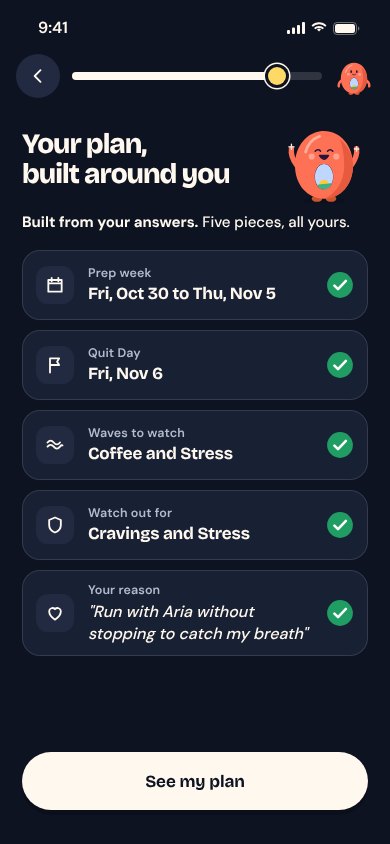 9:41
Your plan,
built around you
Built from your answers. Five pieces, all yours.
Prep week
Fri, Oct 30 to Thu, Nov 5
Quit Day
Fri, Nov 6
Waves to watch
Coffee and Stress
Watch out for
Cravings and Stress
Your reason
"Run with Aria without
stopping to catch my breath"
See my plan